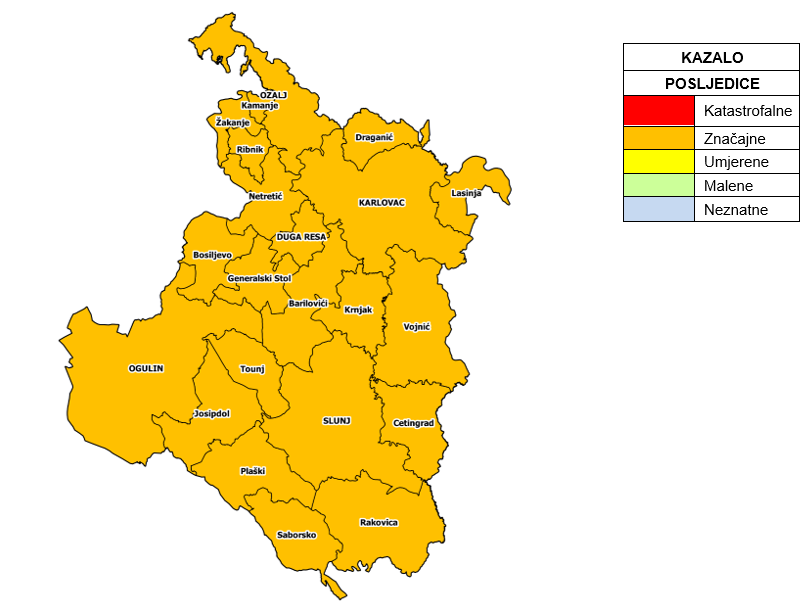 KAZALO
POSLJEDICE
Katastrofalne
Značajne
Umjerene
Malene
Neznatne
OZALJ
Kamanje
Žakanje
Draganić
Ribnik
Lasinja
Netretić
KARLOVAC
DUGA RESA
Bosiljevo
Generalski Stol
Barilovići
Krnjak
Vojnić
OGULIN
Tounj
Josipdol
SLUNJ
Cetingrad
Plaški
Rakovica
Saborsko